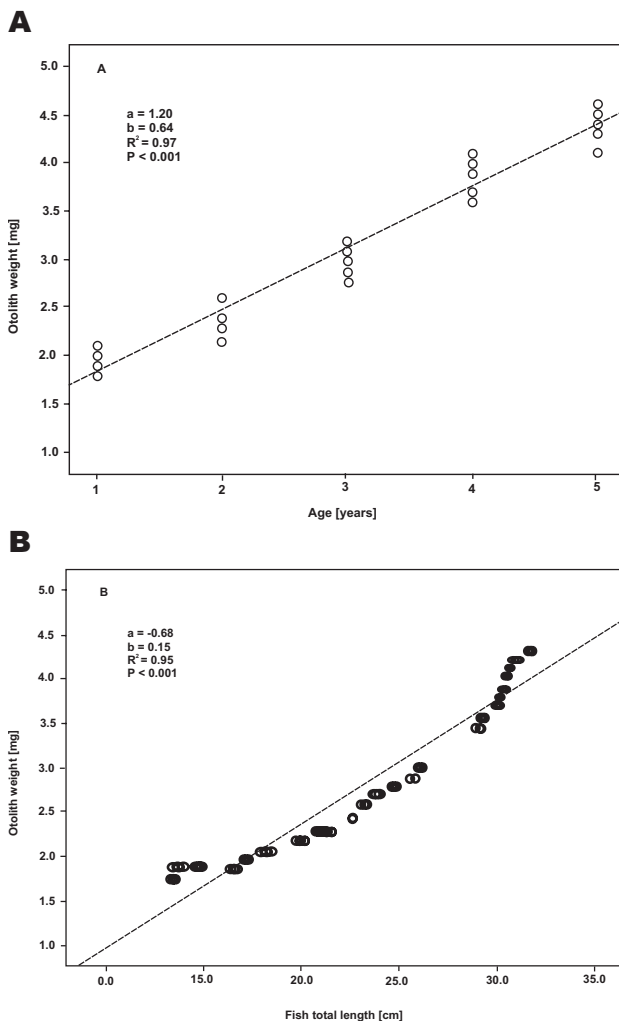 A
A
a = 1.20
b = 0.64
R² = 0.97
P < 0.001
Otolith weight [mg]
5.0
4.5
4.0
3.5
3.0
2.5
2.0
1.5
1.0
1 2 3 4 5
Age [years]
B
B
a = -0.68
b = 0.15
R² = 0.95
P < 0.001
Otolith weight [mg]
5.0
4.5
4.0
3.5
3.0
2.5
2.0
1.5
1.0
0.0 15.0 20.0 25.0 30.0 35.0
Fish total length [cm]